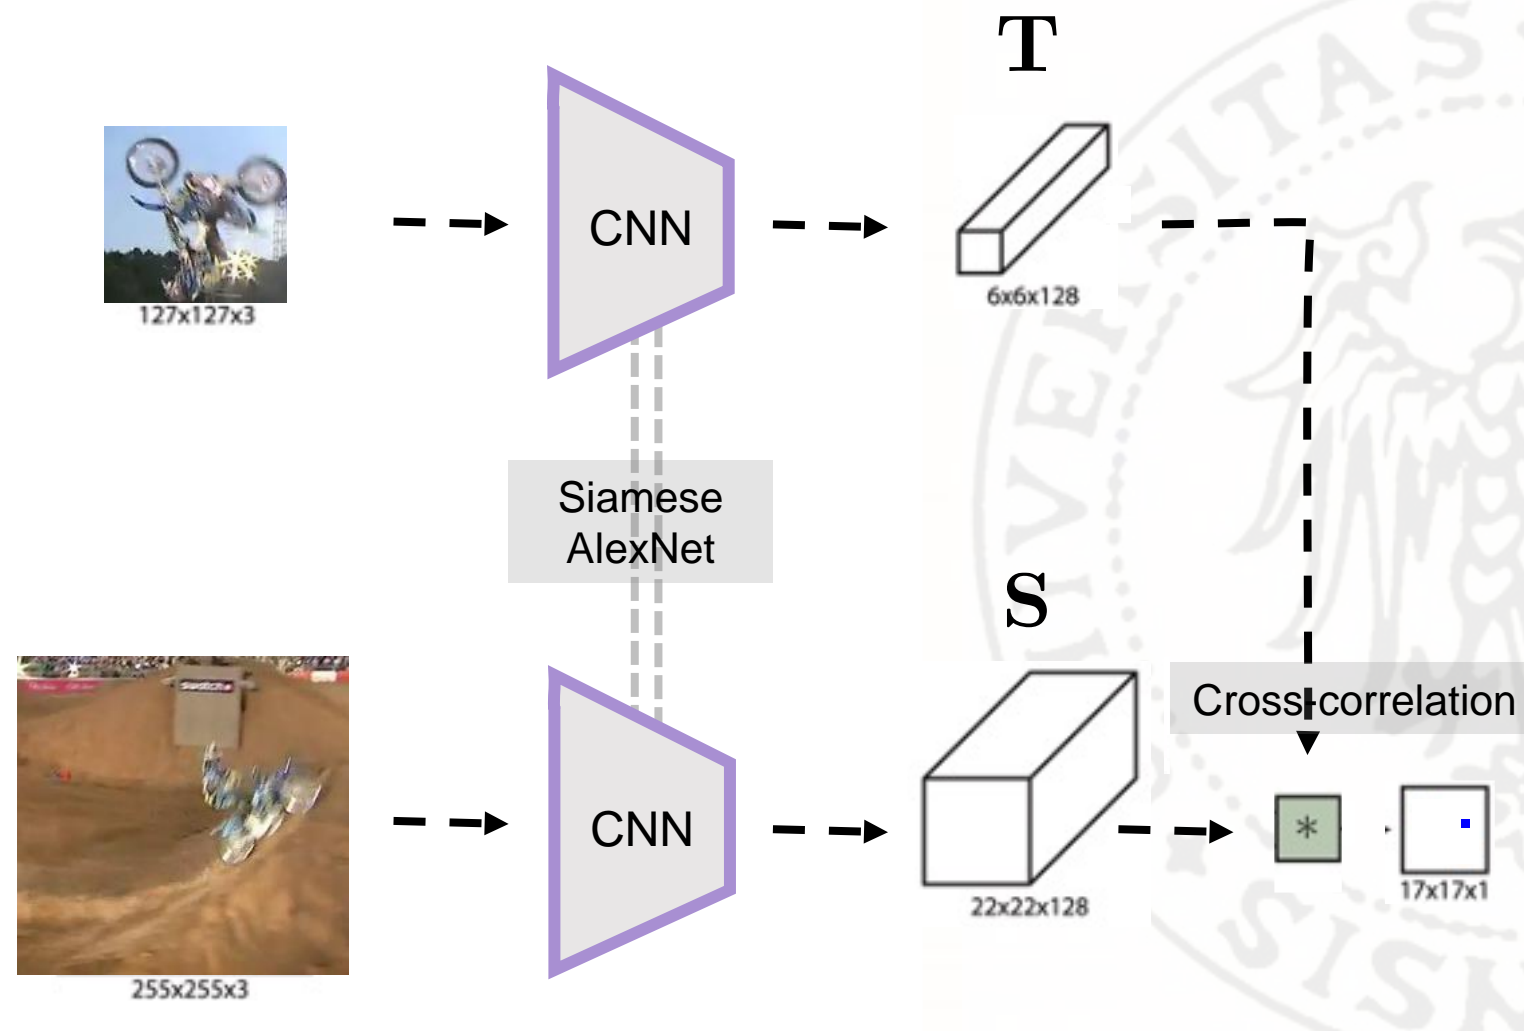 T
CNN
127x127x3
6x6x128
Siamese
AlexNet
S
Cross-correlation
CNN
*
22x22x128
17x17x1
255x255x3